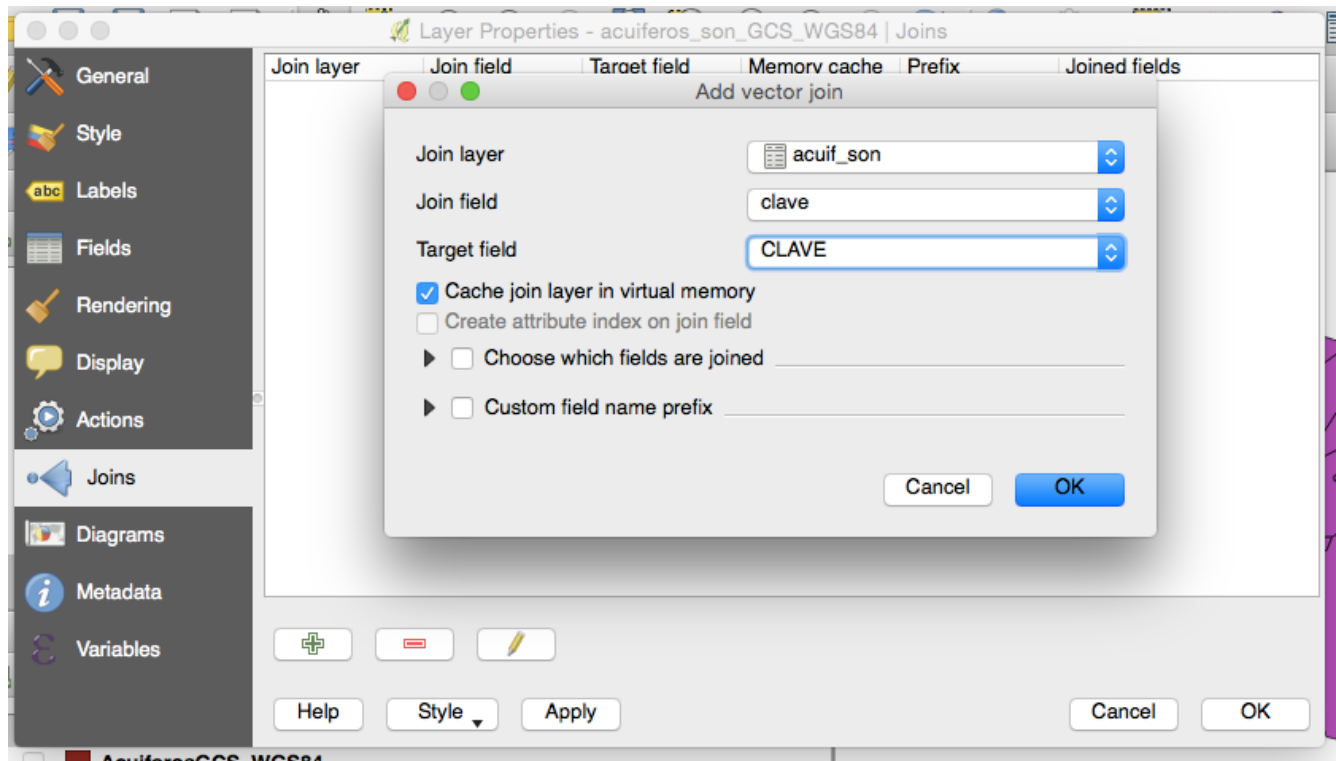 Layer Properties - acuiferos_son_GCS_WGS84 | Joins
General
Style
abc Labels
Fields
Rendering
Display
Actions
Joins
Diagrams
Metadata
Variables
Join layer Join field Target field Memory cache Prefix Joined fields
Add vector join
Join layer acuif_son
Join field clave
Target field CLAVE
Cache join layer in virtual memory
Create attribute index on join field
Choose which fields are joined
Custom field name prefix
Cancel OK
Help Style Apply Cancel OK
AcuiferosGCS_WGS84